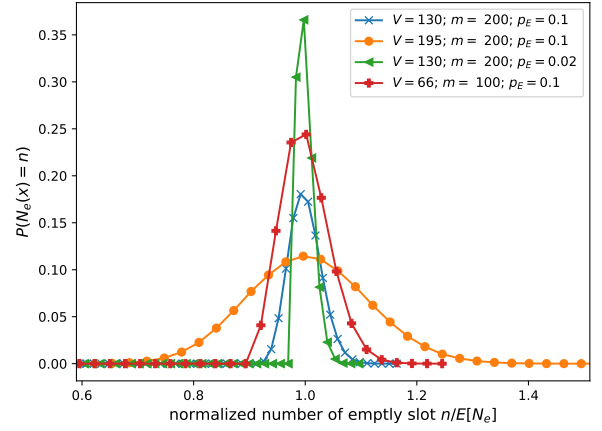 V = 130; m = 200; p_E = 0.1
V = 195; m = 200; p_E = 0.1
V = 130; m = 200; p_E = 0.02
V = 66; m = 100; p_E = 0.1
0.35
0.30
0.25
0.20
0.15
0.10
0.05
0.00
P(N_e(x) = n)
0.6 0.8 1.0 1.2 1.4
normalized number of emptly slot n/E[N_e]